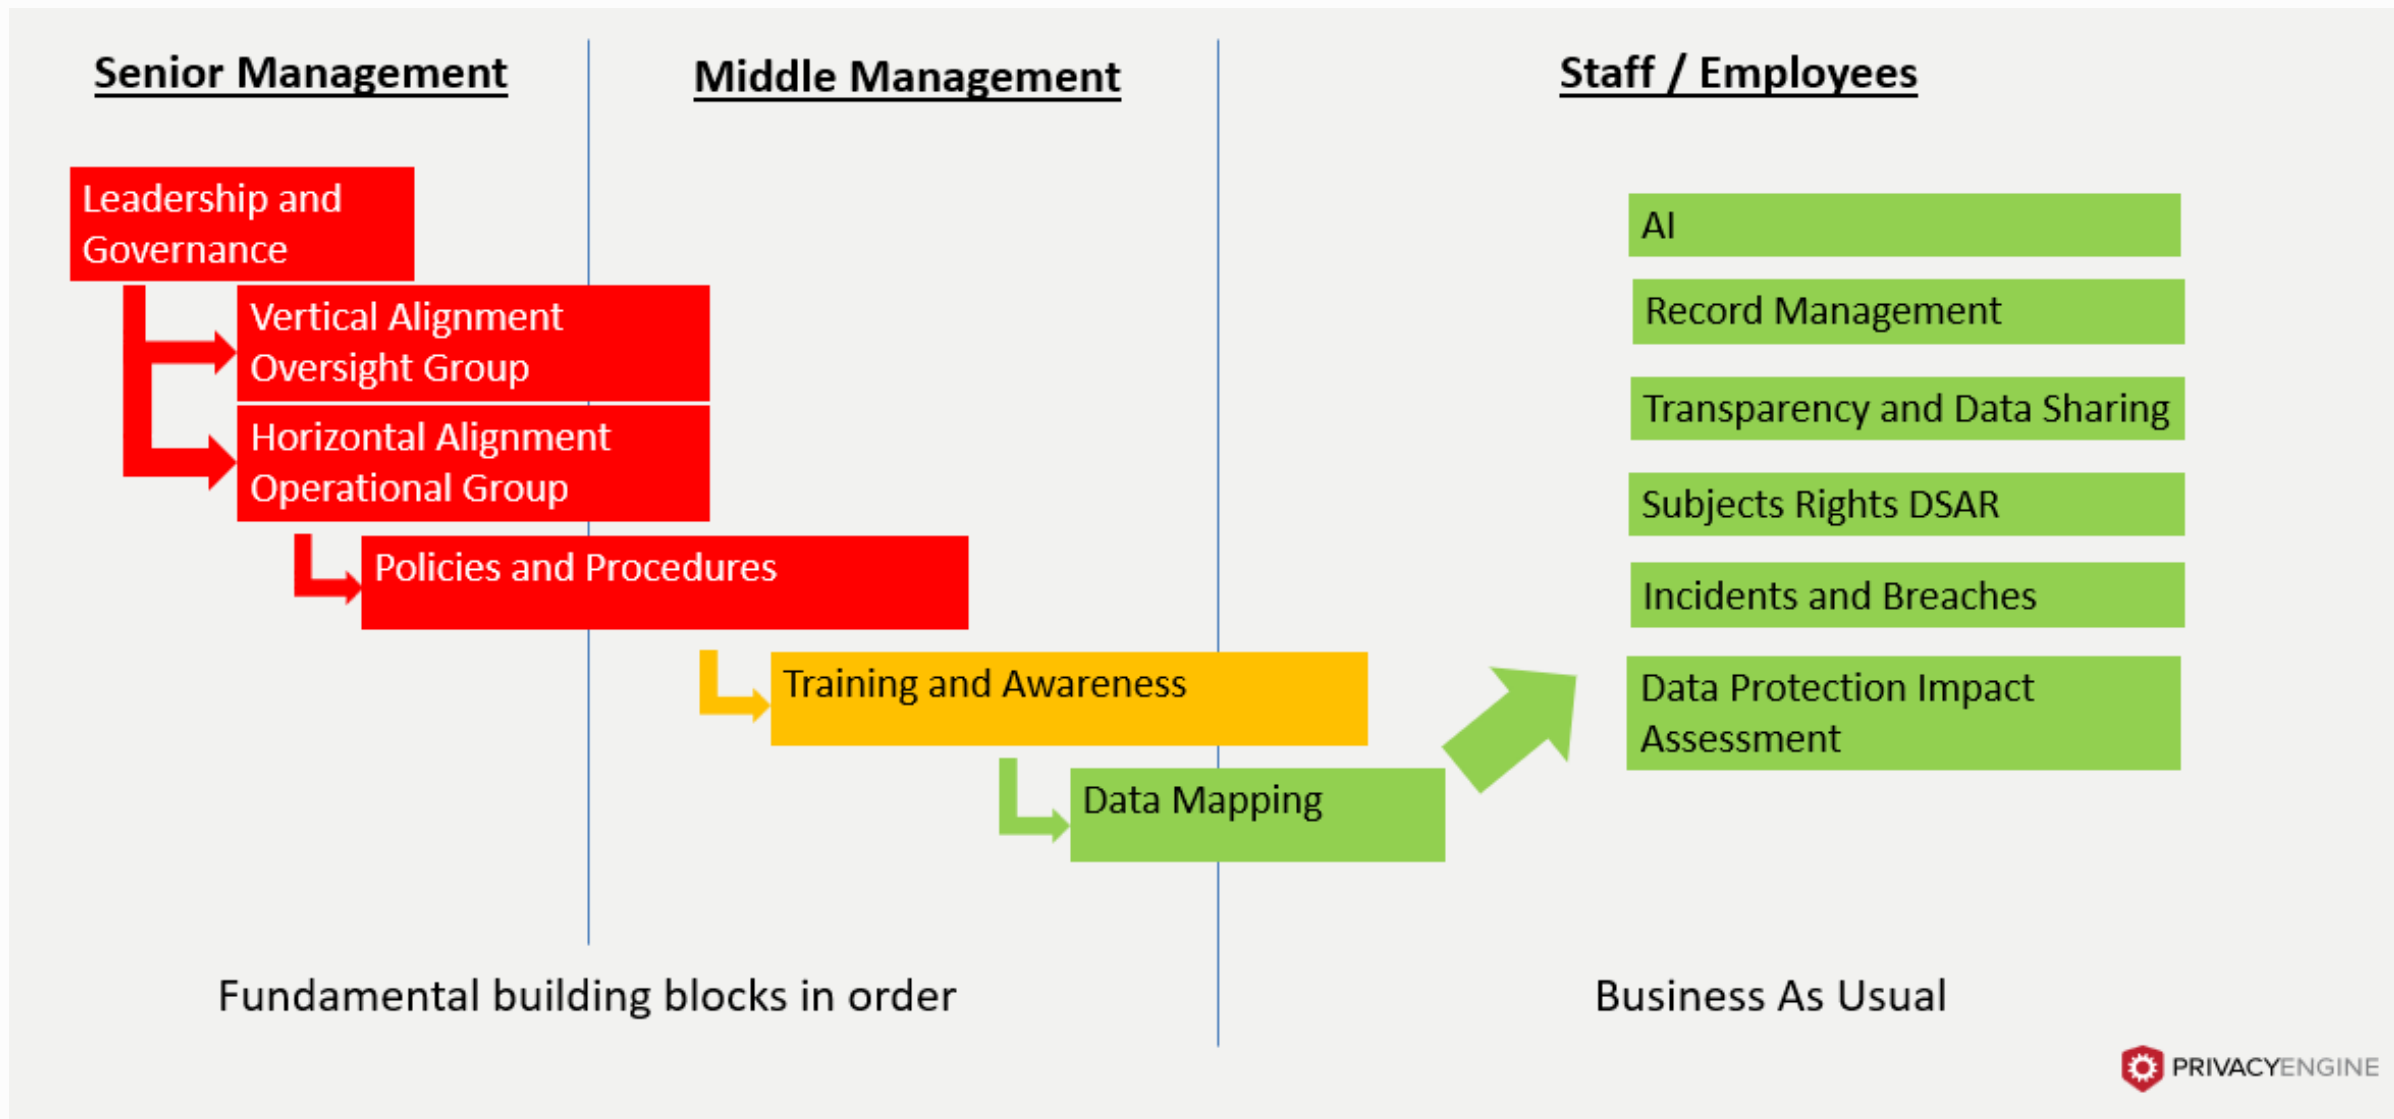 Senior Management
Middle Management
Staff / Employees
Leadership and
Governance
Vertical Alignment
Oversight Group
Horizontal Alignment
Operational Group
Policies and Procedures
Training and Awareness
Data Mapping
AI
Record Management
Transparency and Data Sharing
Subjects Rights DSAR
Incidents and Breaches
Data Protection Impact
Assessment
Fundamental building blocks in order
Business As Usual
PRIVACYENGINE